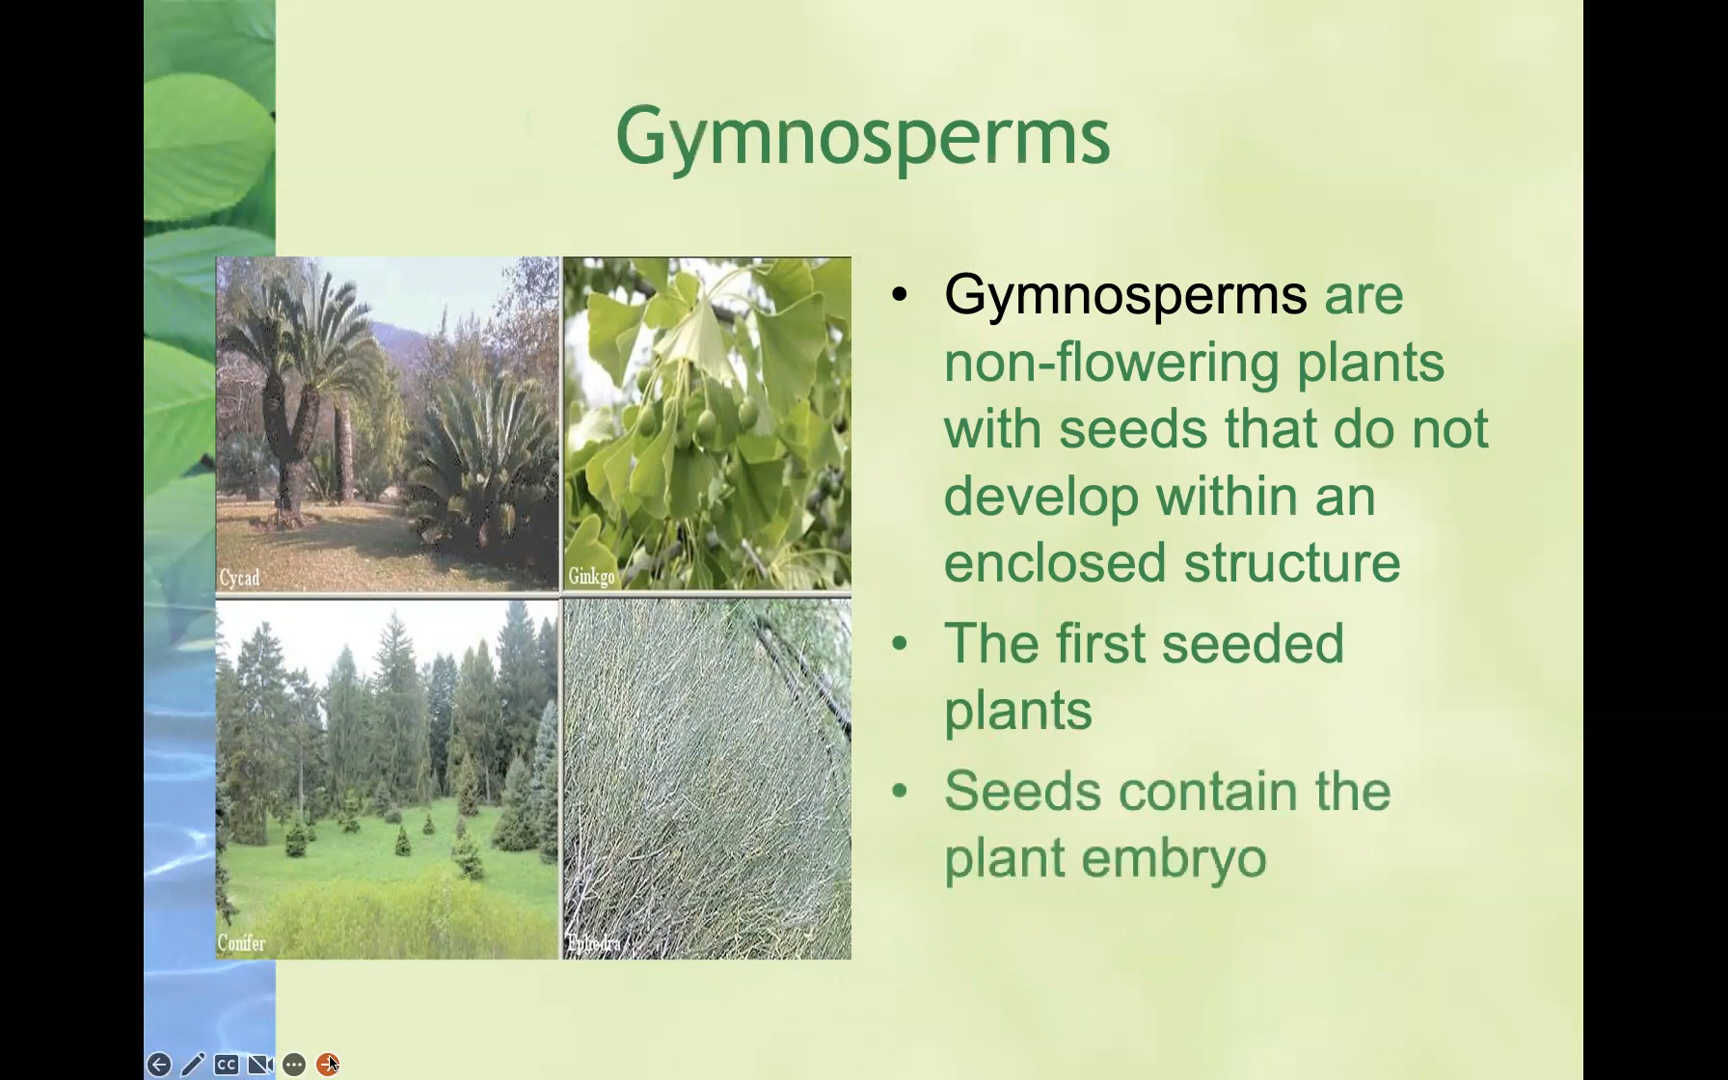 Gymnosperms
Cycad
Ginkgo
Conifer
Ephedra
• Gymnosperms are
non-flowering plants
with seeds that do not
develop within an
enclosed structure
• The first seeded
plants
• Seeds contain the
plant embryo
CC